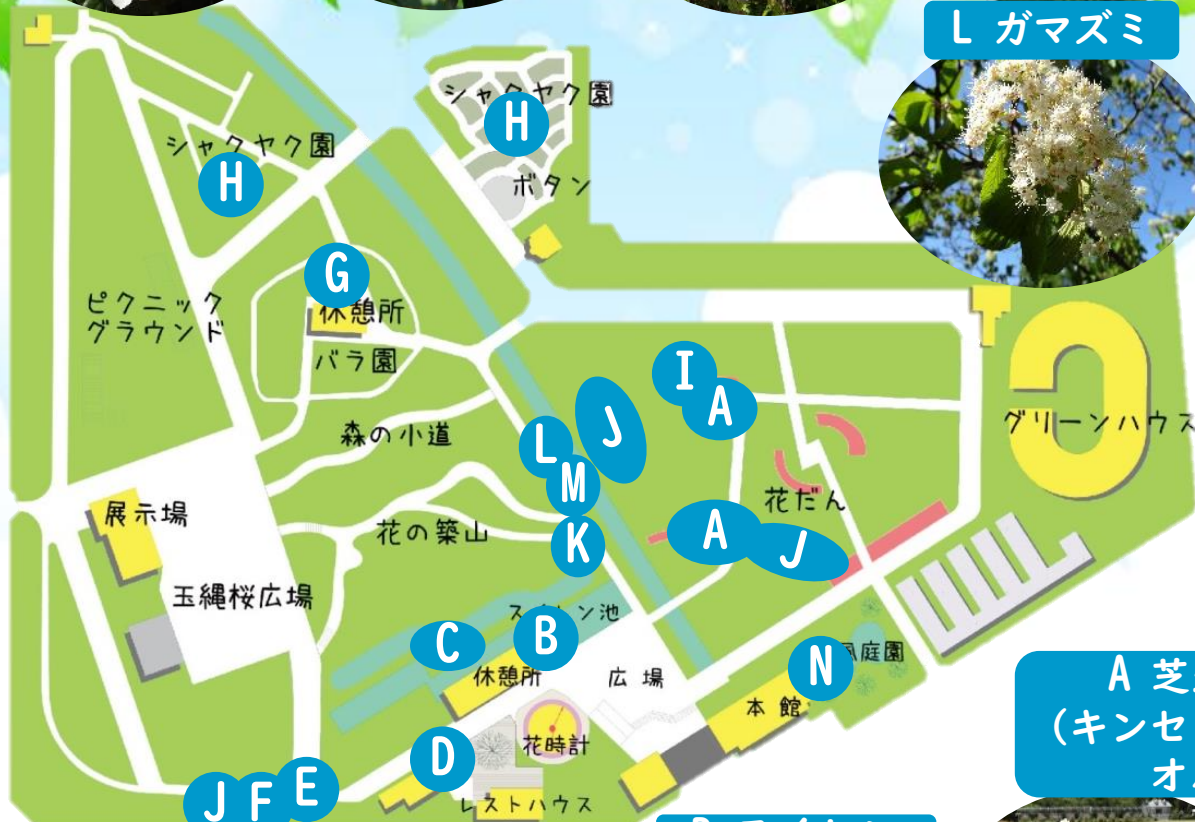 L ガマズミ
シャクヤク園
H
ボタン
シャクヤク園
H
G
休憩所
バラ園
ピクニック
グラウンド
I
A
J
L
M
K
森の小道
花の築山
花だん
A
J
グリーンハウス
展示場
玉縄桜広場
スイレン池
C
B
休憩所
広場
N
本館
花時計
D
レストハウス
J
F
E
A 芝
(キンセ
オ